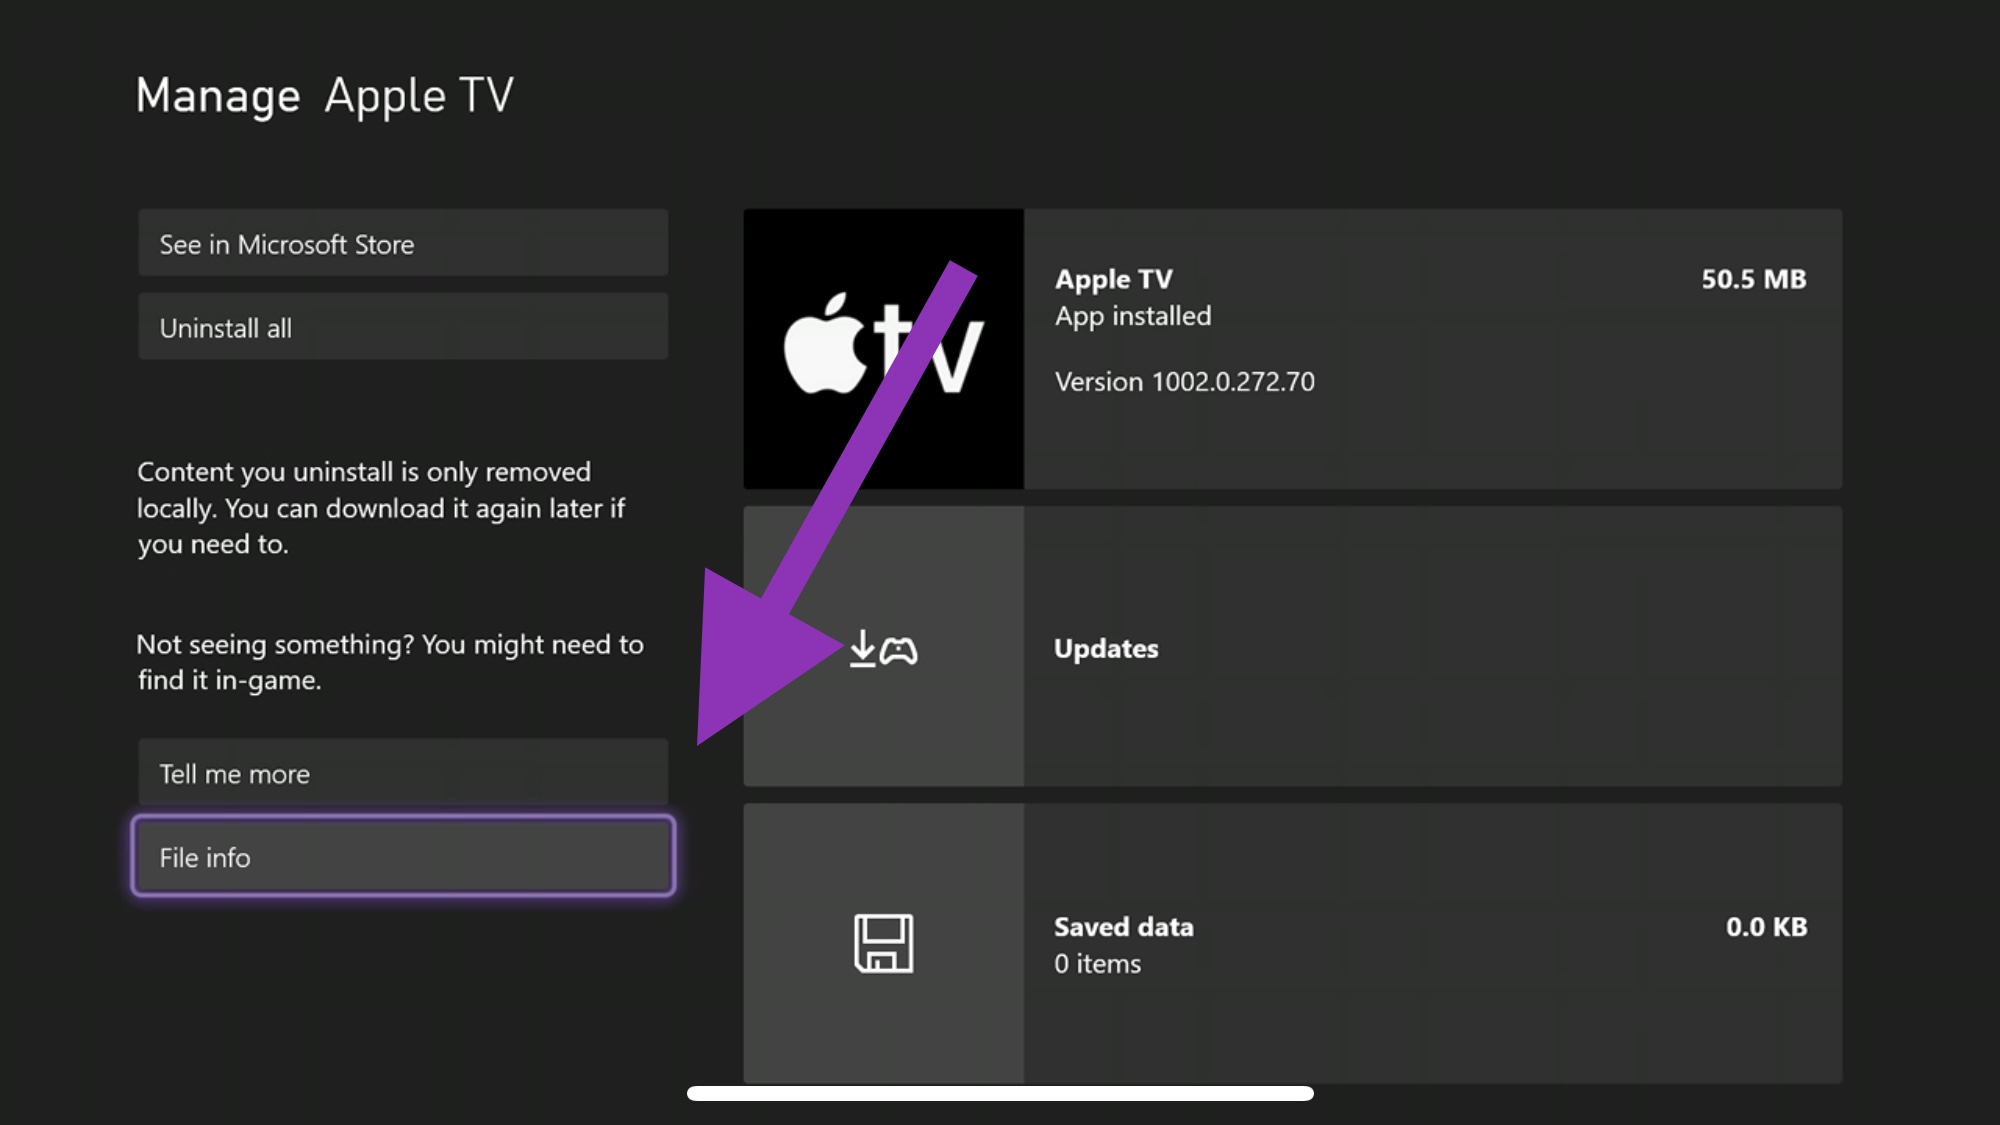 Manage Apple TV
See in Microsoft Store
Uninstall all
Content you uninstall is only removed
locally. You can download it again later if
you need to.
Not seeing something? You might need to
find it in-game.
Tell me more
File info
tv
Apple TV
50.5 MB
App installed
Version 1002.0.272.70
Updates
Saved data
0.0 KB
0 items